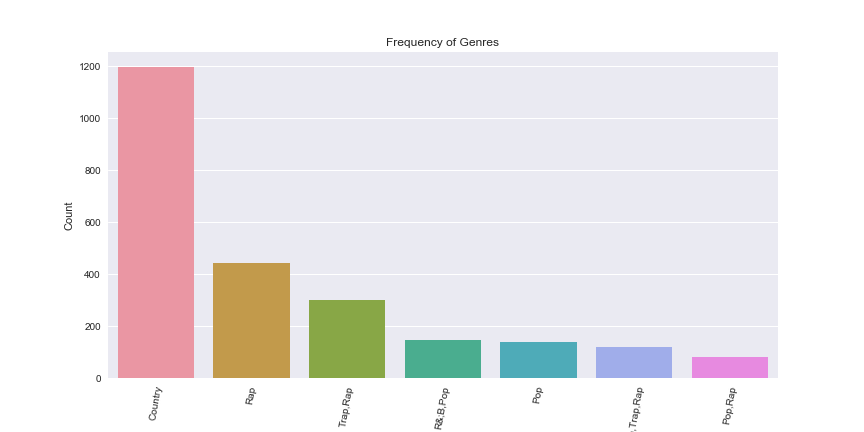 Frequency of Genres
1200
1000
800
600
400
200
0
Count
Country
Rap
Trap,Rap
R&;B,Pop
Pop
,Trap,Rap
Pop,Rap